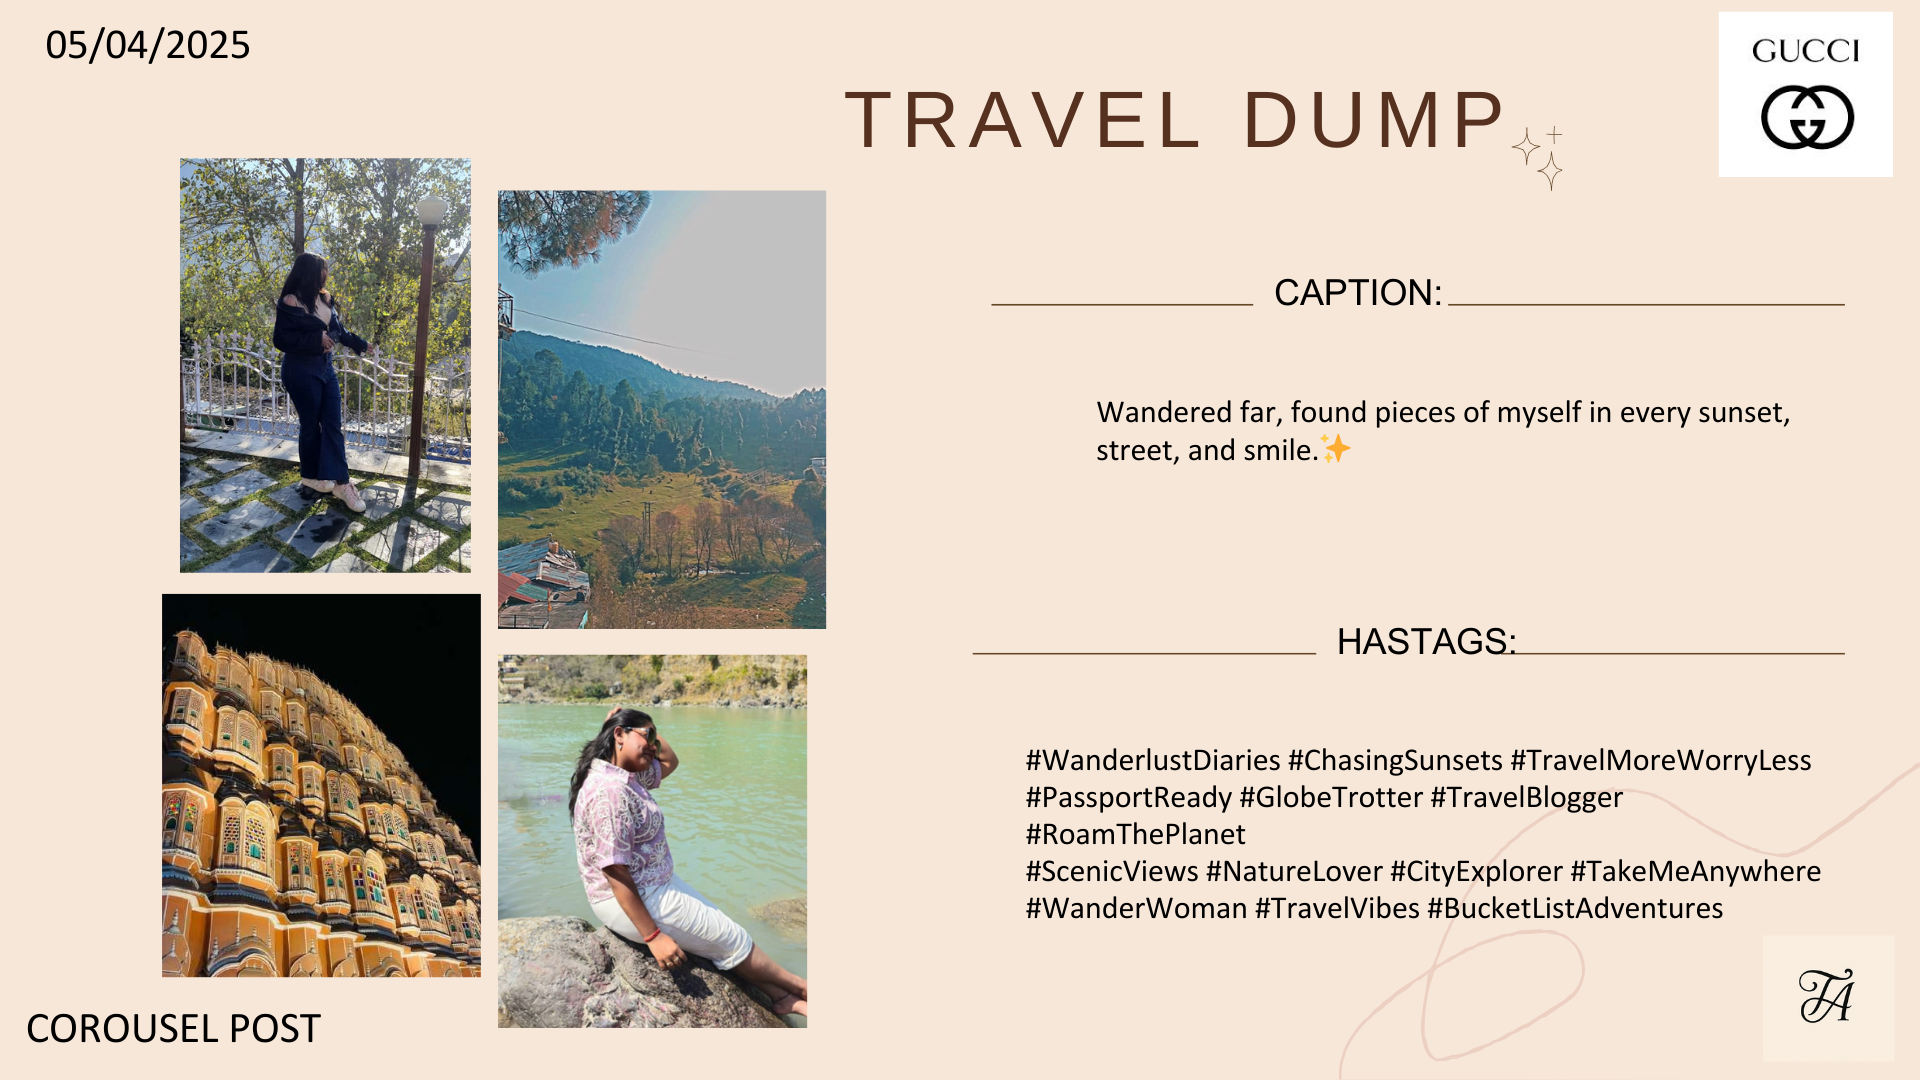 05/04/2025
GUCCI
TRAVEL DUMP
CAPTION:
Wandered far, found pieces of myself in every sunset,
street, and smile.✨
HASTAGS:
#WanderlustDiaries #ChasingSunsets #TravelMoreWorryLess
#PassportReady #GlobeTrotter #TravelBlogger
#RoamThePlanet
#ScenicViews #NatureLover #CityExplorer #TakeMeAnywhere
#WanderWoman #TravelVibes #BucketListAdventures
COROUSEL POST
TA